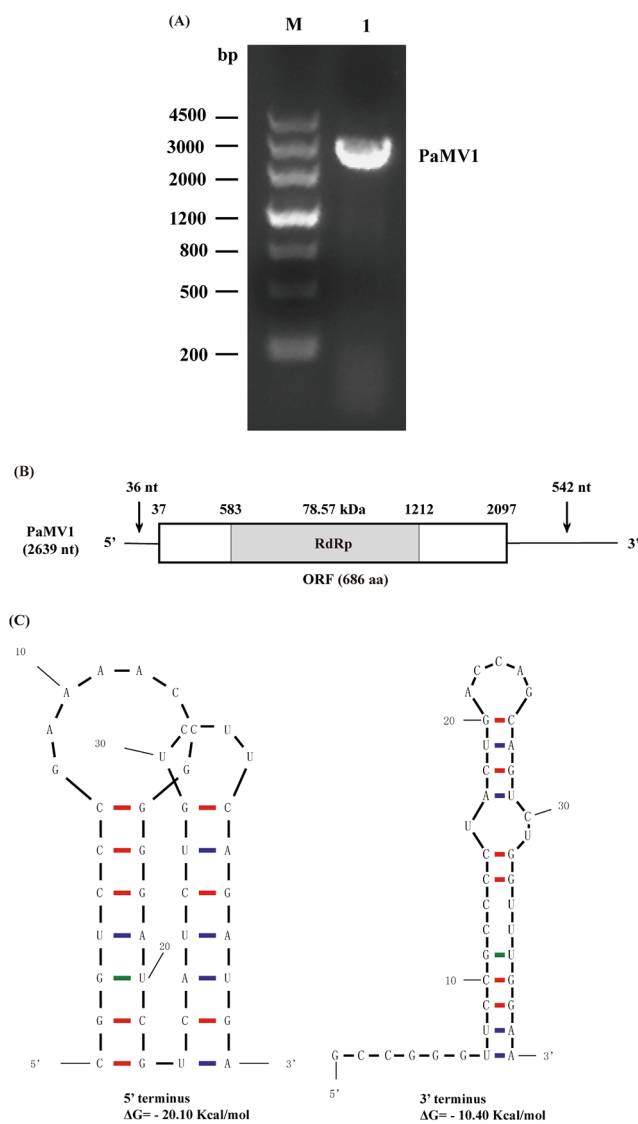 (A)
M 1
bp
4500
3000
PaMV1
2000
1200
800
500
200
(B)
36 nt 542 nt
37 583 78.57 kDa 1212 2097
PaMV1 5’ RdRp 3’
(2639 nt)
ORF (686 aa)
(C)
10
A A A C
A C C U U
30 U
G G
C G G C
C G U A
C G C G
U A U A
20
G U A U
G C C G
5’ C G U A 3’
C C A
A G
20 G C
U A
C G
A U
U C 30
U
C G
C G
C U
C U
G U
10 C G
C G
U A
G C C G G G U A 3’
5’
5’ terminus
ΔG= - 20.10 Kcal/mol
3’ terminus
ΔG= - 10.40 Kcal/mol